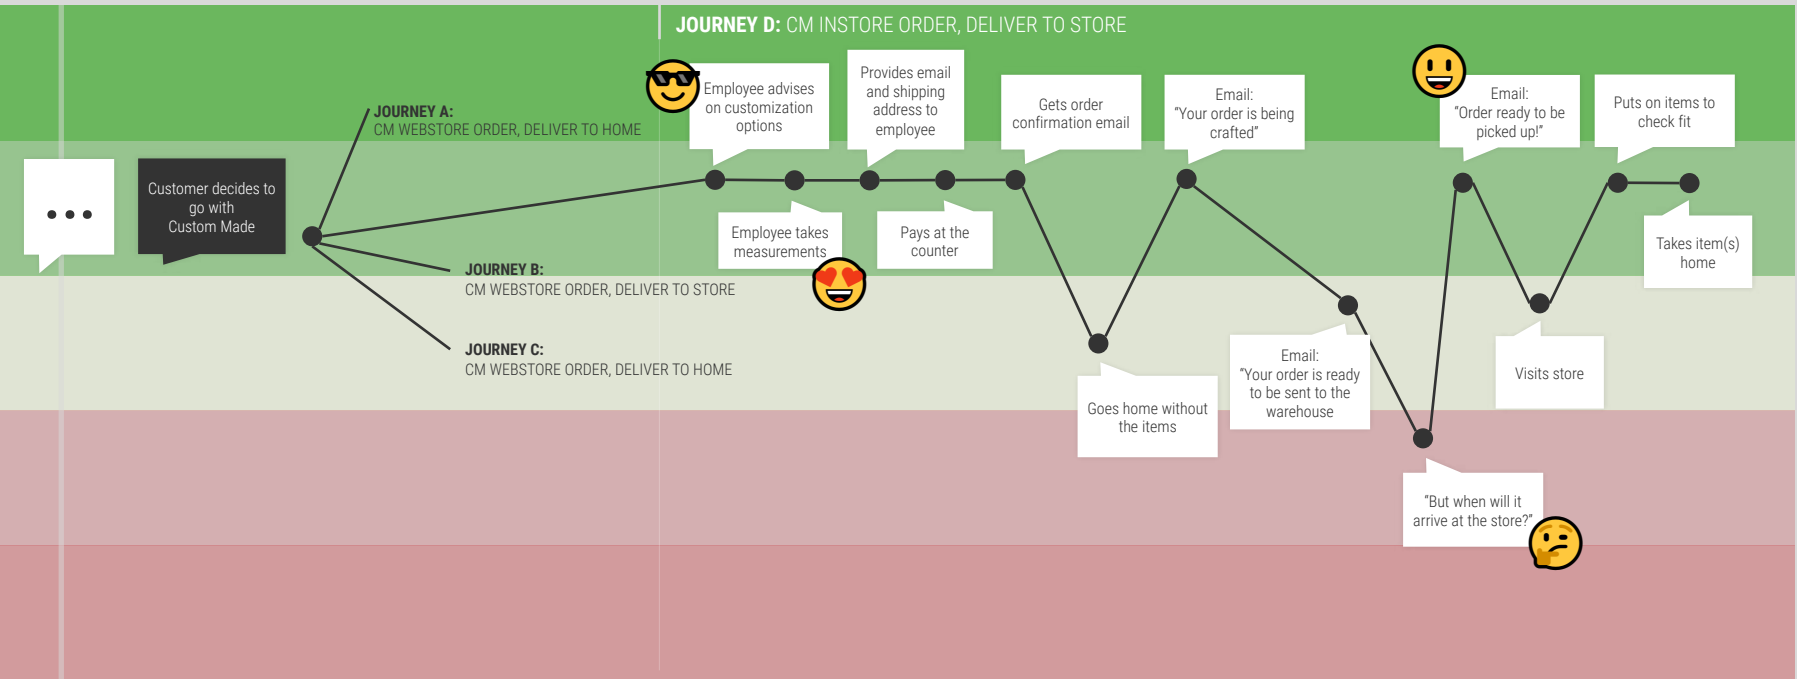 JOURNEY D: CM INSTORE ORDER, DELIVER TO STORE
JOURNEY A:
CM WEBSTORE ORDER, DELIVER TO HOME
Customer decides to
go with
Custom Made
JOURNEY B:
CM WEBSTORE ORDER, DELIVER TO STORE
JOURNEY C:
CM WEBSTORE ORDER, DELIVER TO HOME
Employee advises
on customization
options
Employee takes
measurements
Provides email
and shipping
address to
employee
Pays at the
counter
Gets order
confirmation email
Goes home without
the items
Email:
“Your order is being
crafted”
Email:
“Your order is ready
to be sent to the
warehouse
“But when will it
arrive at the store?”
Email:
“Order ready to be
picked up!”
Visits store
Puts on items to
check fit
Takes item(s)
home